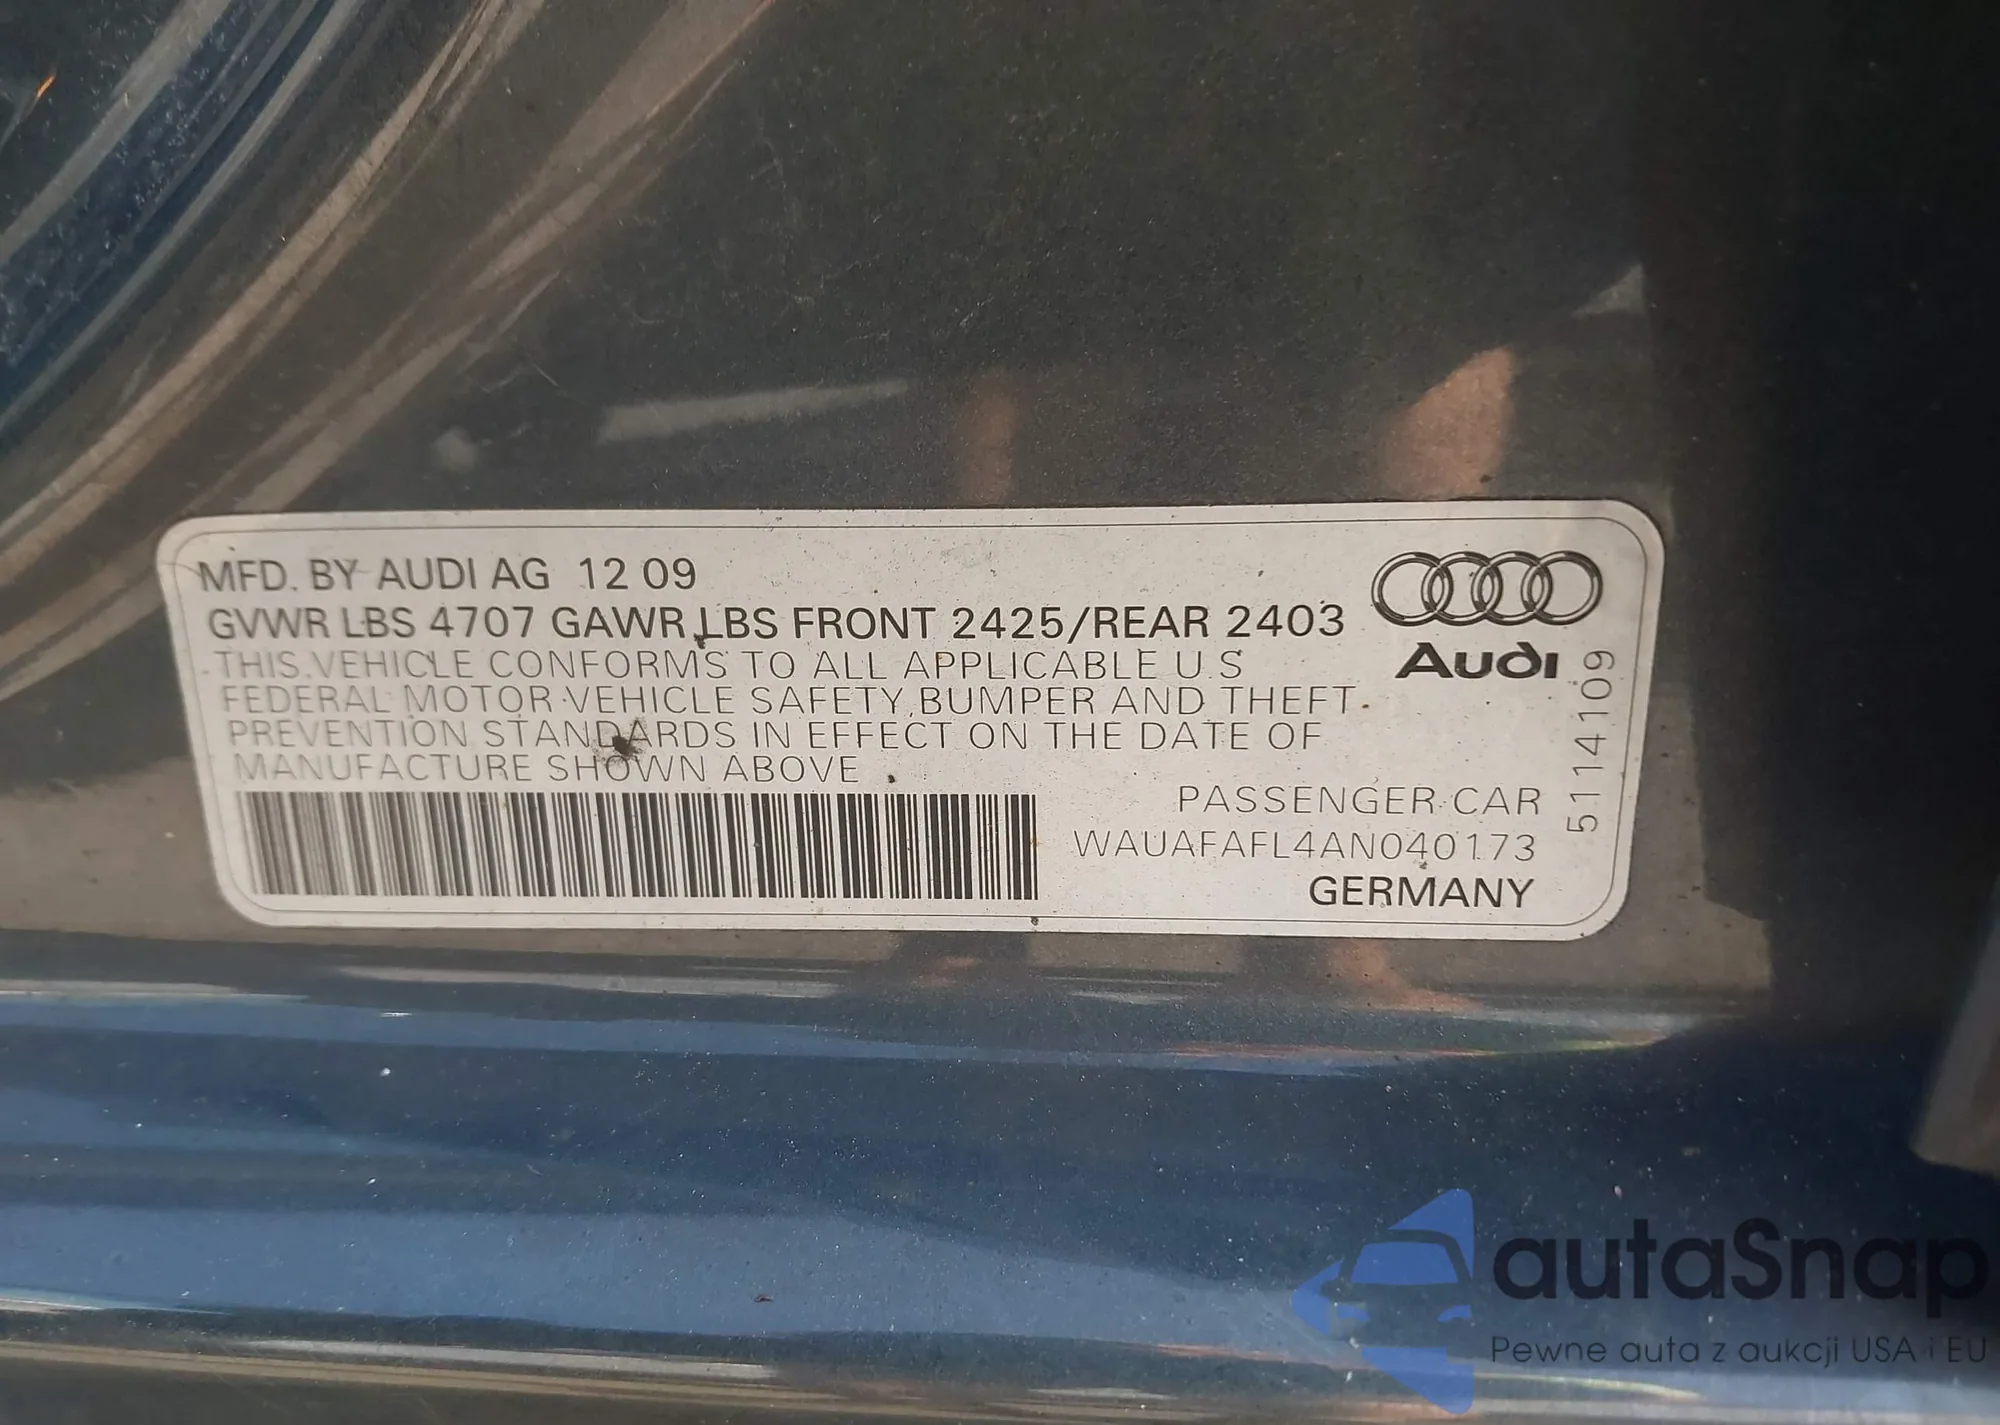 MFD. BY AUDI AG 12 09
GVWR LBS 4707 GAWR LBS FRONT 2425/REAR 2403
THIS VEHICLE CONFORMS TO ALL APPLICABLE U.S
FEDERAL MOTOR VEHICLE SAFETY, BUMPER AND THEFT
PREVENTION STANDARDS IN EFFECT ON THE DATE OF
MANUFACTURE SHOWN ABOVE
Audi
5114109
PASSENGER CAR
WAUAFAFL4AN040173
GERMANY
autaSnap
Pewne auta z aukcji USA i EU